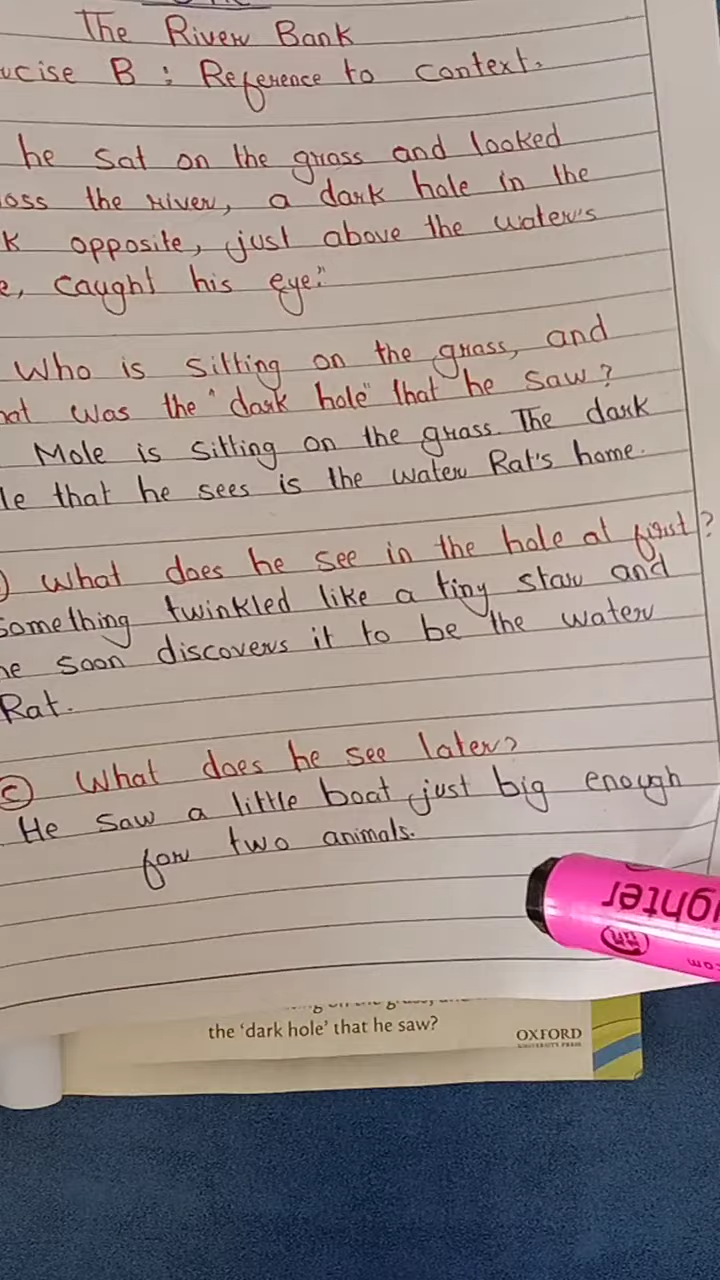 The River Bank
cise B : Reference to context.
he sat on the grass and looked
oss the river, a dark hole in the
k opposite, just above the water's
e, caught his eye."
Who is sitting on the grass, and
hat was the "dark hole" that he saw?
Mole is sitting on the grass. The dark
le that he sees is the water Rat's home.
) What does he see in the hole at first?
Something twinkled like a tiny star and
he soon discovers it to be the water
Rat.
(c) What does he see later?
He saw a little boat just big enough
for two animals.
ghter
the 'dark hole' that he saw?
OXFORD
UNIVERSITY PRESS